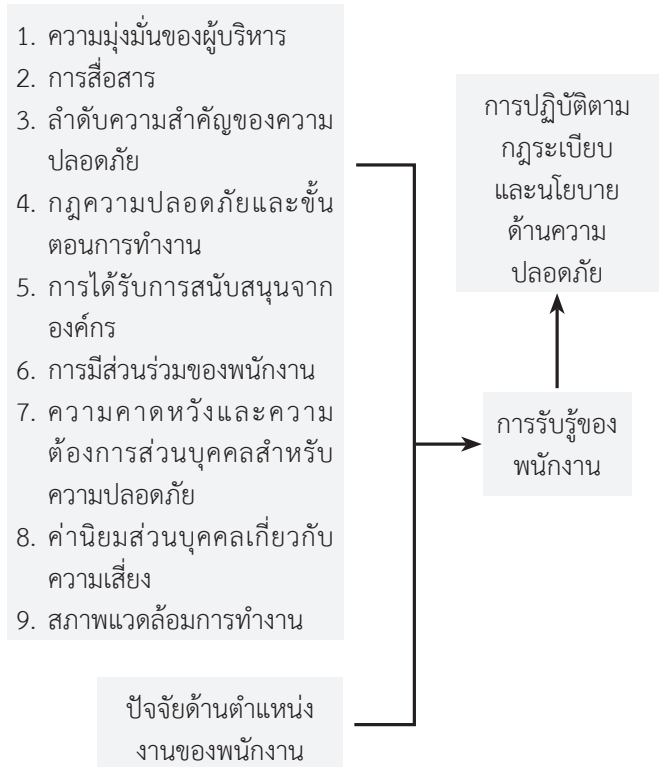 1. ความมุ่งมั่นของผู้บริหาร
2. การสื่อสาร
3. ลำดับความสำคัญของความ
ปลอดภัย
4. กฎความปลอดภัยและขั้น
ตอนการทำงาน
5. การได้รับการสนับสนุนจาก
องค์กร
6. การมีส่วนร่วมของพนักงาน
7. ความคาดหวังและความ
ต้องการส่วนบุคคลสำหรับ
ความปลอดภัย
8. ค่านิยมส่วนบุคคลเกี่ยวกับ
ความเสี่ยง
9. สภาพแวดล้อมการทำงาน
ปัจจัยด้านตำแหน่ง
งานของพนักงาน
การปฏิบัติตาม
กฎระเบียบ
และนโยบาย
ด้านความ
ปลอดภัย
การรับรู้ของ
พนักงาน